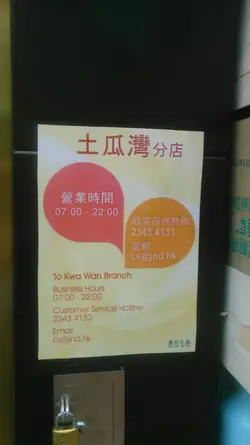 土瓜灣分店
營業時間
07:00 - 22:00
顧客服務熱線
2343 4133
電郵
cs@jnd.hk
To Kwa Wan Branch
Business Hours
07:00 - 22:00
Customer Service Hotline
2343 4133
Email
cs@jnd.hk